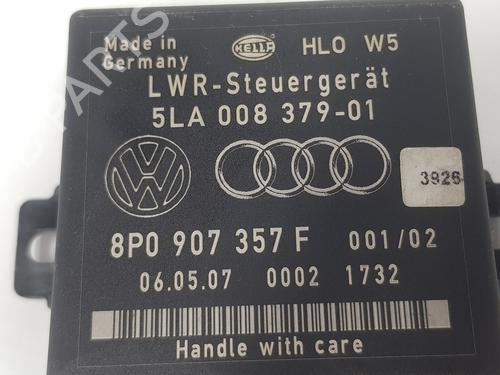 Made in
Germany
HELLA
HLO W5
LWR-Steuergerät
5LA 008 379-01
3926
8P0 907 357 F 001/02
06.05.07 0002 1732
Handle with care
PARTS